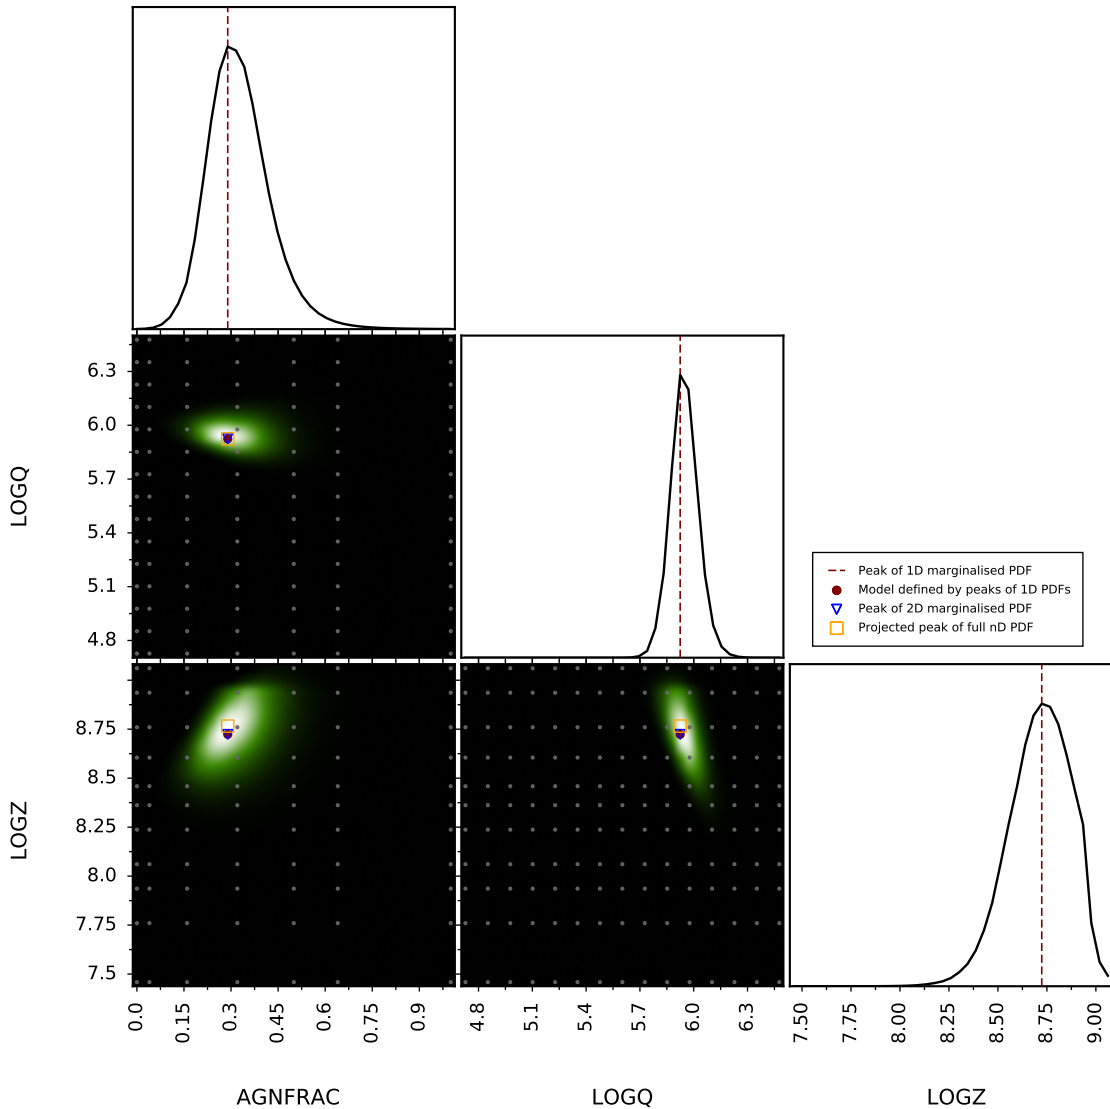 LOGQ
6.3
6.0
5.7
5.4
5.1
4.8
Peak of 1D marginalised PDF
Model defined by peaks of 1D PDFs
Peak of 2D marginalised PDF
Projected peak of full nD PDF
LOGZ
8.75
8.5
8.25
8.0
7.75
7.5
0.0 0.15 0.3 0.45 0.6 0.75 0.9
4.8 5.1 5.4 5.7 6.0 6.3
7.50 7.75 8.00 8.25 8.50 8.75 9.00
AGNFRAC
LOGQ
LOGZ